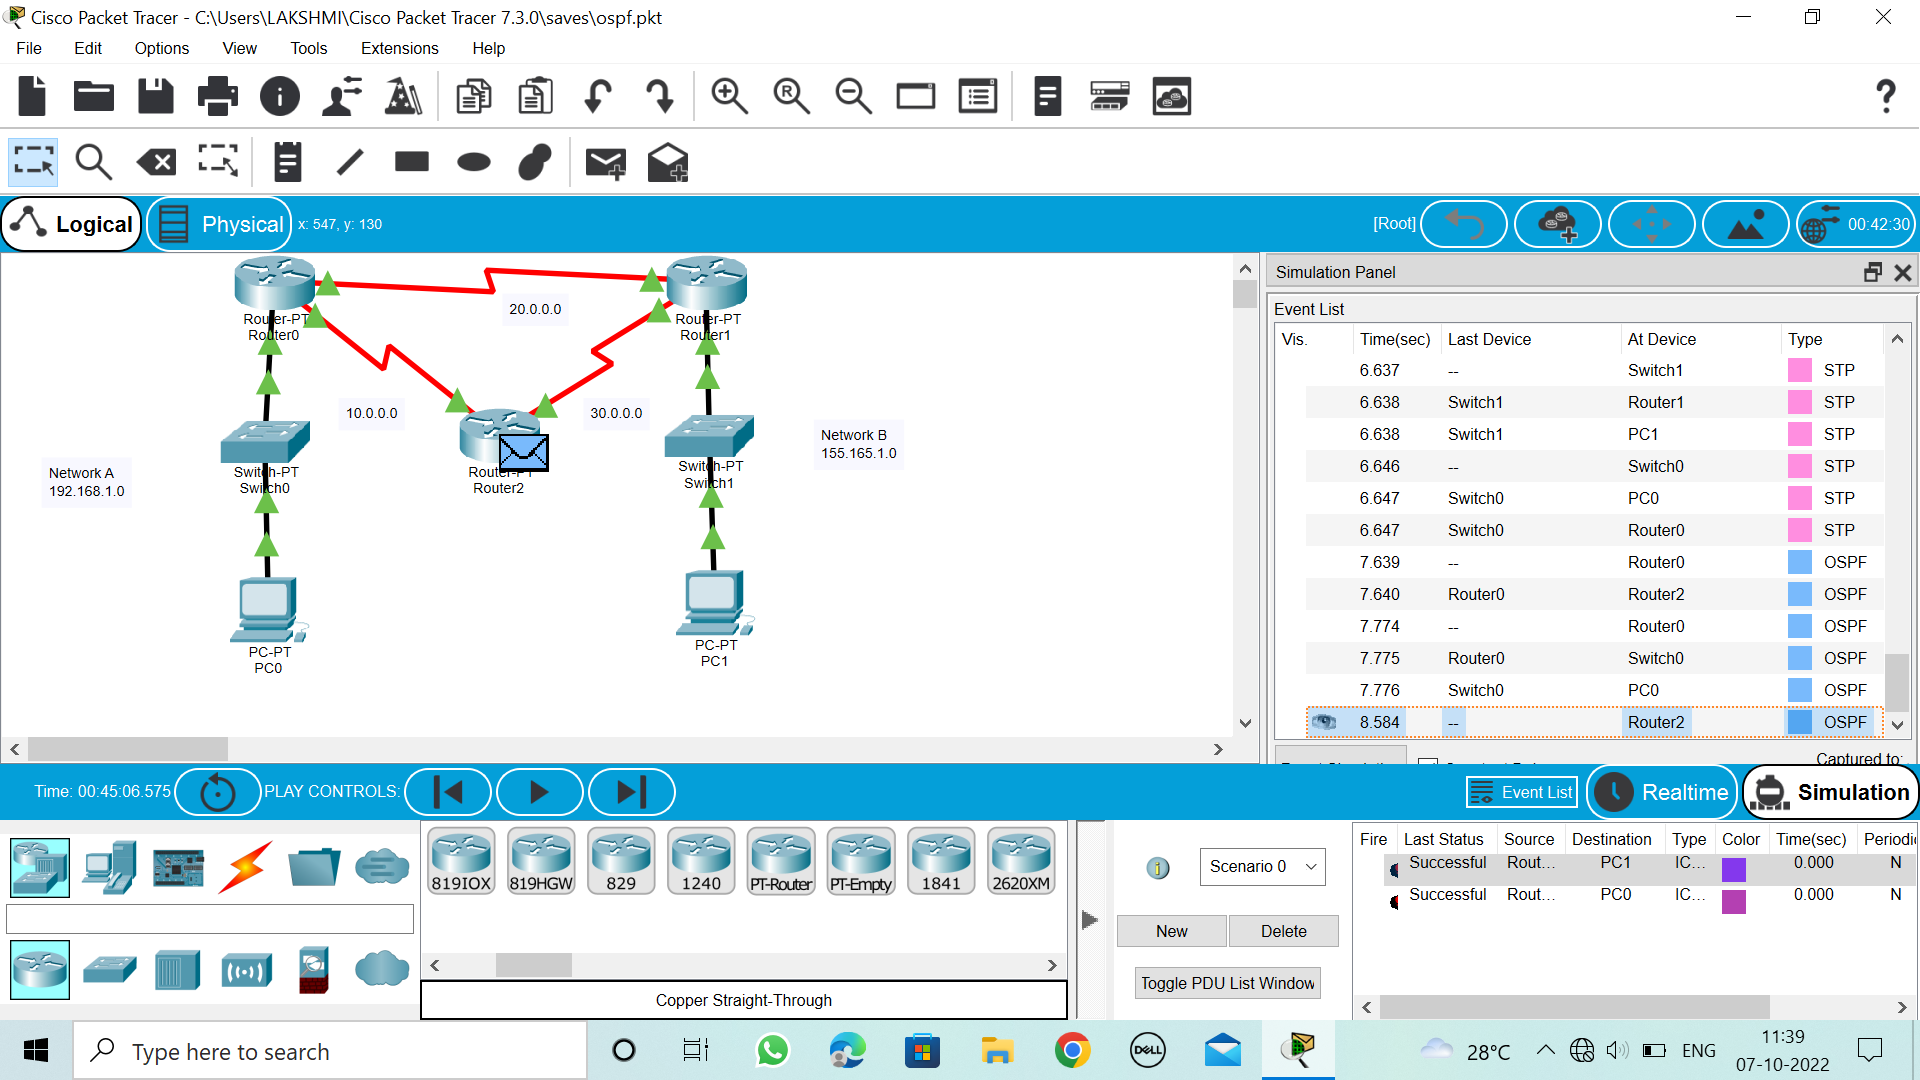 Cisco Packet Tracer - C:\Users\LAKSHMI\Cisco Packet Tracer 7.3.0\saves\ospf.pkt
File Edit Options View Tools Extensions Help
Logical Physical x: 547, y: 130 [Root] 00:42:30
20.0.0.0
Router-PT
Router0
Router-PT
Router1
10.0.0.0
30.0.0.0
Network A
192.168.1.0
Switch-PT
Switch0
Router-PT
Router2
Switch-PT
Switch1
Network B
155.165.1.0
PC-PT
PC0
PC-PT
PC1
Simulation Panel
Event List
Vis. Time(sec) Last Device At Device Type
6.637 -- Switch1 STP
6.638 Switch1 Router1 STP
6.638 Switch1 PC1 STP
6.646 -- Switch0 STP
6.647 Switch0 PC0 STP
6.647 Switch0 Router0 STP
7.639 -- Router0 OSPF
7.640 Router0 Router2 OSPF
7.774 -- Router0 OSPF
7.775 Router0 Switch0 OSPF
7.776 Switch0 PC0 OSPF
8.584 -- Router2 OSPF
Captured to:
Time: 00:45:06.575 PLAY CONTROLS: Event List Realtime Simulation
819IOX 819HGW 829 1240 PT-Router PT-Empty 1841 2620XM
Copper Straight-Through
Scenario 0
New Delete
Toggle PDU List Window
Fire Last Status Source Destination Type Color Time(sec) Periodic
Successful Rout... PC1 IC... 0.000 N
Successful Rout... PC0 IC... 0.000 N
Type here to search
DELL
28°C ENG
11:39
07-10-2022